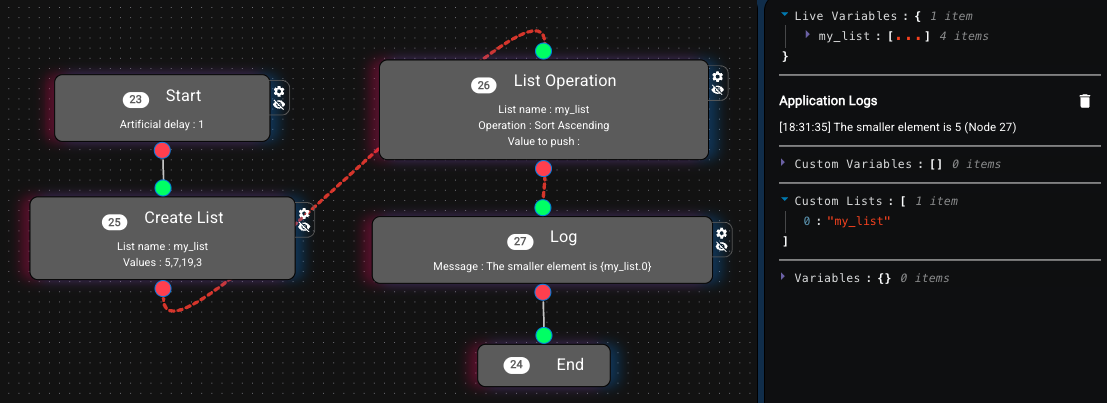 23 Start
Artificial delay : 1
25 Create List
List name : my_list
Values : 5,7,19,3
26 List Operation
List name : my_list
Operation : Sort Ascending
Value to push :
27 Log
Message : The smaller element is {my_list.0}
24 End
Live Variables : { 1 item
my_list : [...] 4 items
}
Application Logs
[18:31:35] The smaller element is 5 (Node 27)
Custom Variables : [] 0 items
Custom Lists : [ 1 item
0 : "my_list"
]
Variables : {} 0 items